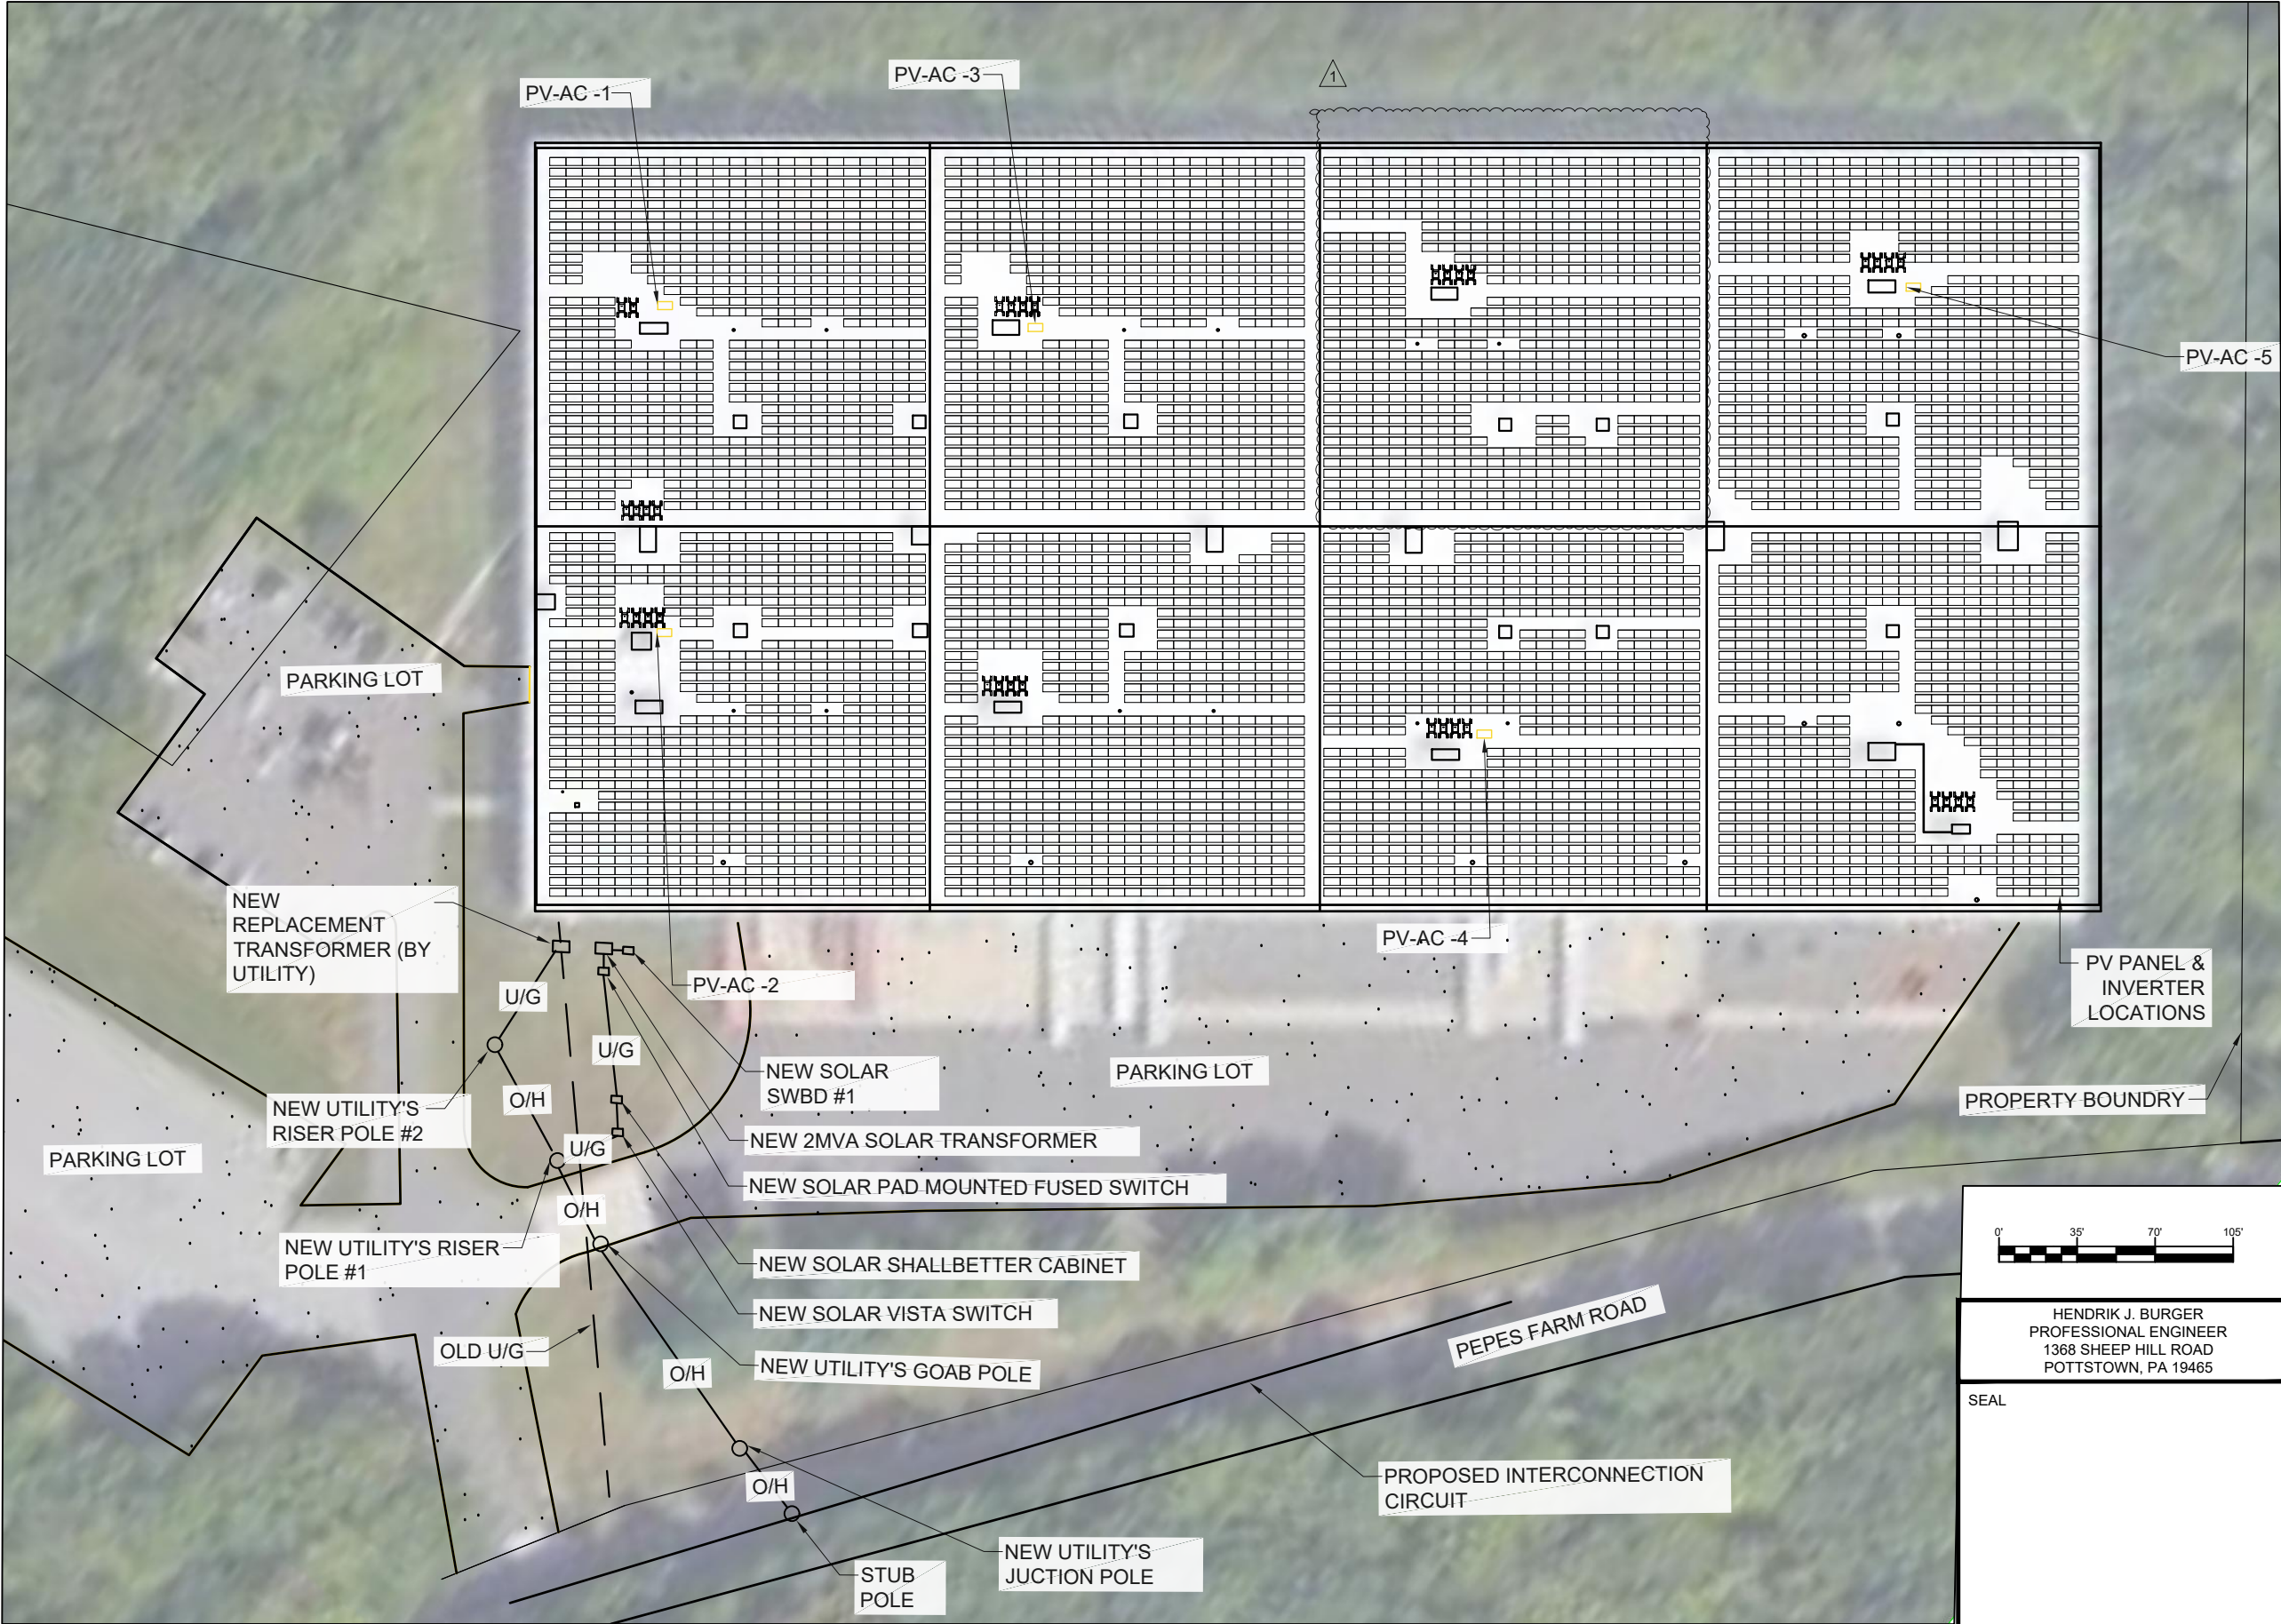 PV-AC -1
PV-AC -3
1
PV-AC -5
PARKING LOT
NEW
REPLACEMENT
TRANSFORMER (BY
UTILITY)
PV-AC -4
PV-AC -2
PV PANEL &
INVERTER
LOCATIONS
U/G
U/G
NEW SOLAR
SWBD #1
PARKING LOT
O/H
PROPERTY BOUNDRY
NEW UTILITY'S
RISER POLE #2
U/G
NEW 2MVA SOLAR TRANSFORMER
PARKING LOT
NEW SOLAR PAD MOUNTED FUSED SWITCH
O/H
NEW UTILITY'S RISER
POLE #1
NEW SOLAR SHALLBETTER CABINET
0' 35' 70' 105'
NEW SOLAR VISTA SWITCH
PEPES FARM ROAD
HENDRIK J. BURGER
PROFESSIONAL ENGINEER
1368 SHEEP HILL ROAD
POTTSTOWN, PA 19465
OLD U/G
NEW UTILITY'S GOAB POLE
O/H
SEAL
PROPOSED INTERCONNECTION
CIRCUIT
O/H
NEW UTILITY'S
JUCTION POLE
STUB
POLE